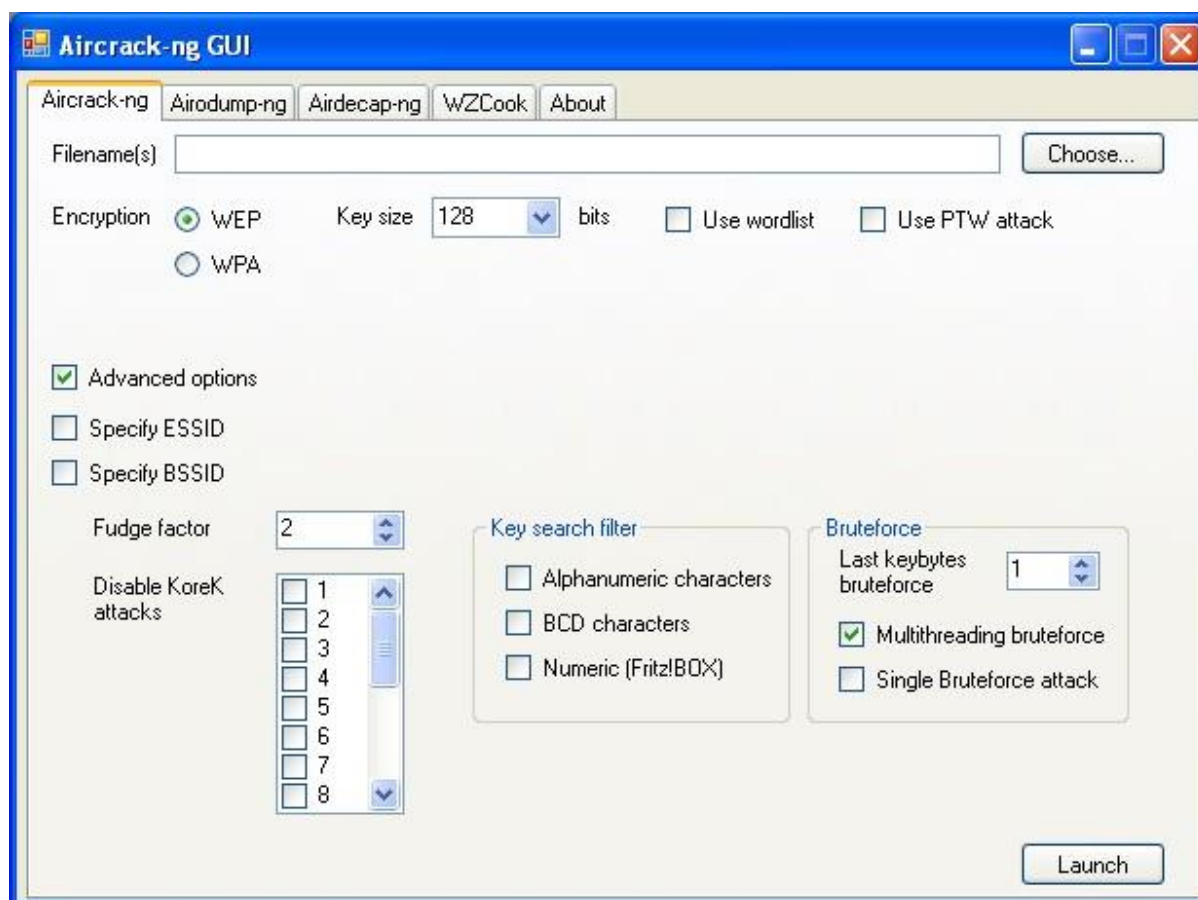 Aircrack-ng GUI
Aircrack-ng Airodump-ng Airdecap-ng WZCook About
Filename(s) Choose...
Encryption WEP Key size 128 bits Use wordlist Use PTW attack
WPA
Advanced options
Specify ESSID
Specify BSSID
Fudge factor 2
Disable KoreK
attacks
1
2
3
4
5
6
7
8
Key search filter
Alphanumeric characters
BCD characters
Numeric (Fritz!BOX)
Bruteforce
Last keybytes
bruteforce 1
Multithreading bruteforce
Single Bruteforce attack
Launch